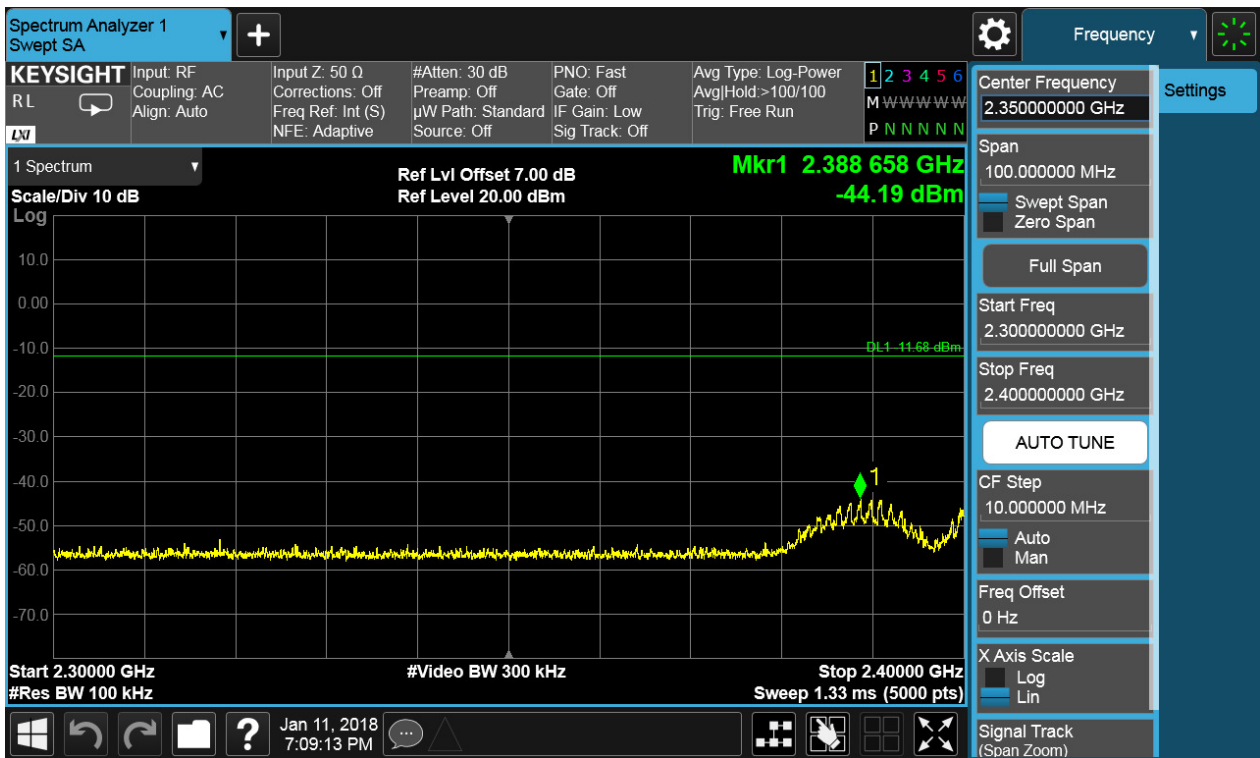 Spectrum Analyzer 1
Swept SA
+
Frequency
KEYSIGHT
R L
LXI
Input: RF
Coupling: AC
Align: Auto
Input Z: 50 Ω
Corrections: Off
Freq Ref: Int (S)
NFE: Adaptive
#Atten: 30 dB
Preamp: Off
µW Path: Standard
Source: Off
PNO: Fast
Gate: Off
IF Gain: Low
Sig Track: Off
Avg Type: Log-Power
Avg|Hold:>100/100
Trig: Free Run
1 2 3 4 5 6
M W W W W W
P N N N N N
1 Spectrum
Scale/Div 10 dB
Ref Lvl Offset 7.00 dB
Ref Level 20.00 dBm
Mkr1 2.388 658 GHz
-44.19 dBm
Log
10.0
0.00
-10.0
-20.0
-30.0
-40.0
-50.0
-60.0
-70.0
DL1 -11.68 dBm
1
Start 2.30000 GHz
#Res BW 100 kHz
#Video BW 300 kHz
Stop 2.40000 GHz
Sweep 1.33 ms (5000 pts)
Center Frequency
2.350000000 GHz
Span
100.000000 MHz
Swept Span
Zero Span
Full Span
Start Freq
2.300000000 GHz
Stop Freq
2.400000000 GHz
AUTO TUNE
CF Step
10.000000 MHz
Auto
Man
Freq Offset
0 Hz
X Axis Scale
Log
Lin
Signal Track
(Span Zoom)
Settings
?
Jan 11, 2018
7:09:13 PM